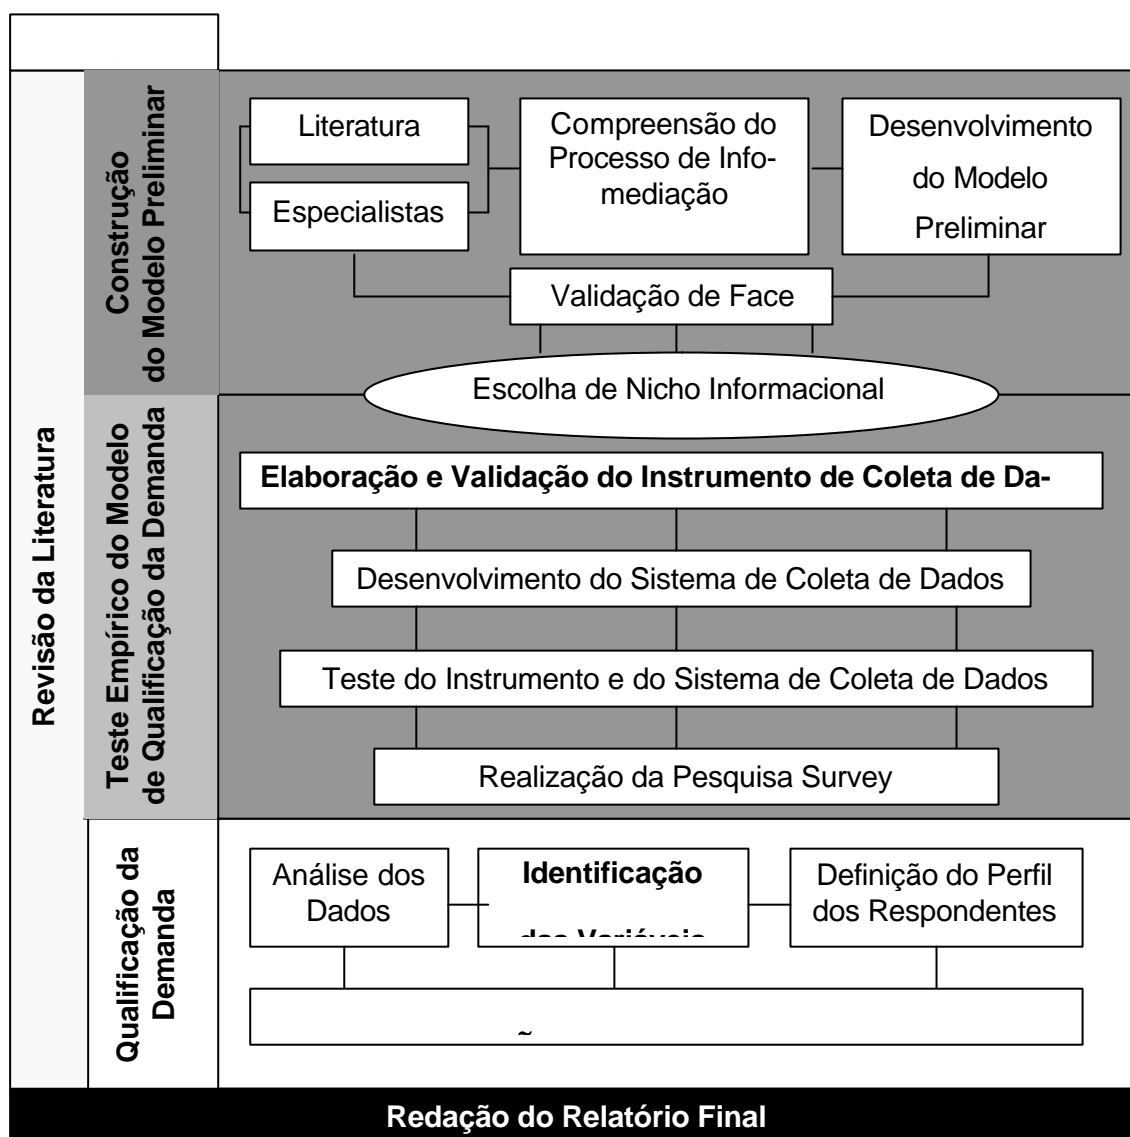 Revisão da Literatura
Construção
do Modelo Preliminar
Literatura
Especialistas
Compreensão do
Processo de Info-
mediação
Desenvolvimento
do Modelo
Preliminar
Validação de Face
Escolha de Nicho Informacional
Teste Empírico do Modelo
de Qualificação da Demanda
Elaboração e Validação do Instrumento de Coleta de Da-
Desenvolvimento do Sistema de Coleta de Dados
Teste do Instrumento e do Sistema de Coleta de Dados
Realização da Pesquisa Survey
Qualificação da
Demanda
Análise dos
Dados
Identificação
Definição do Perfil
dos Respondentes
Redação do Relatório Final